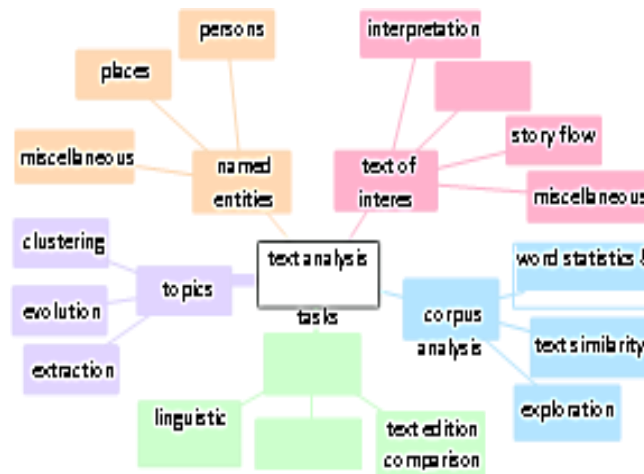 persons
interpretation
places
story flow
miscellaneous
named
entities
text of
interes
miscellaneous
clustering
text analysis
word statistics &
topics
evolution
tasks
corpus
analysis
text similarity
extraction
linguistic
text edition
comparison
exploration